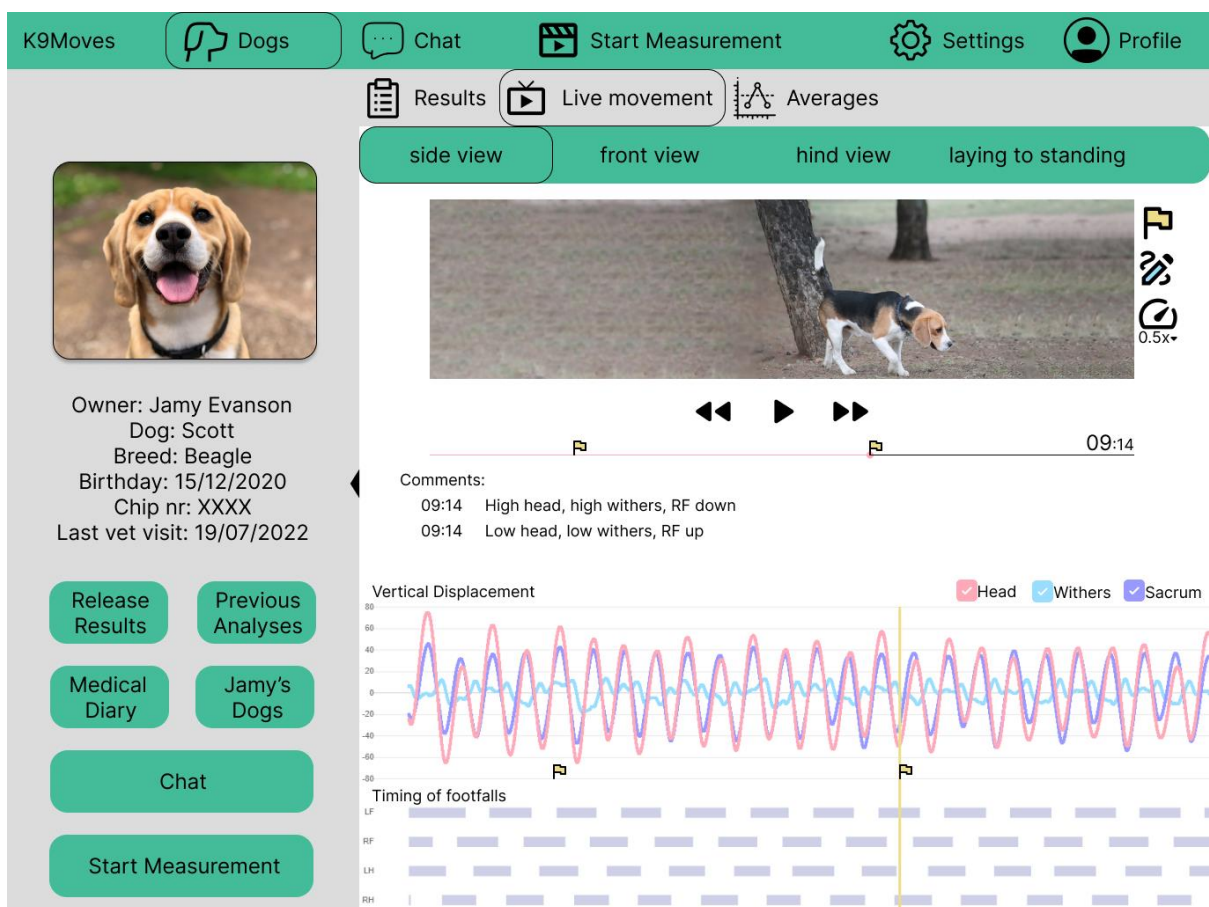 K9Moves
Dogs
Chat
Start Measurement
Settings
Profile
Results
Live movement
Averages
side view
front view
hind view
laying to standing
0.5x
09:14
Owner: Jamy Evanson
Dog: Scott
Breed: Beagle
Birthday: 15/12/2020
Chip nr: XXXX
Last vet visit: 19/07/2022
Release
Results
Previous
Analyses
Medical
Diary
Jamy's
Dogs
Chat
Start Measurement
Comments:
09:14 High head, high withers, RF down
09:14 Low head, low withers, RF up
Vertical Displacement
Head
Withers
Sacrum
80
60
40
20
0
-20
-40
-60
-80
Timing of footfalls
LF
RF
LH
RH